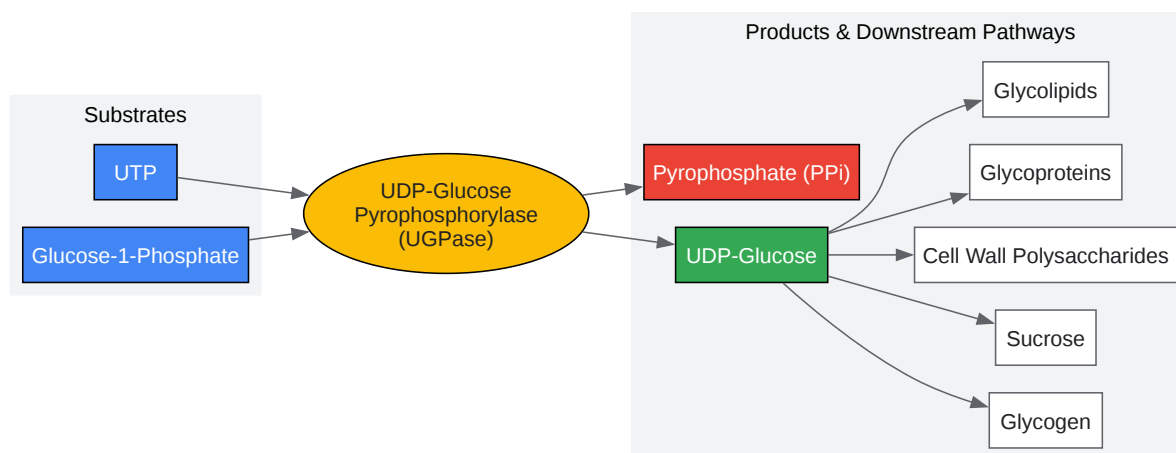 Substrates
UTP
Glucose-1-Phosphate
UDP-Glucose
Pyrophosphorylase
(UGPase)
Products & Downstream Pathways
Pyrophosphate (PPi)
UDP-Glucose
Glycolipids
Glycoproteins
Cell Wall Polysaccharides
Sucrose
Glycogen